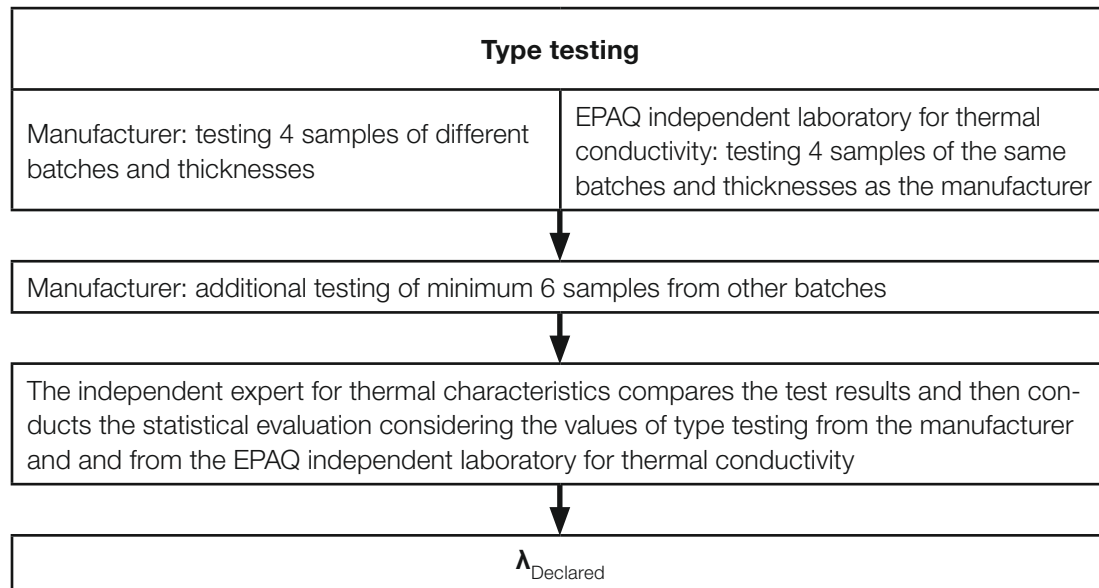 Type testing
Manufacturer: testing 4 samples of different
batches and thicknesses
EPAQ independent laboratory for thermal
conductivity: testing 4 samples of the same
batches and thicknesses as the manufacturer
Manufacturer: additional testing of minimum 6 samples from other batches
The independent expert for thermal characteristics compares the test results and then con-
ducts the statistical evaluation considering the values of type testing from the manufacturer
and and from the EPAQ independent laboratory for thermal conductivity
λDeclared